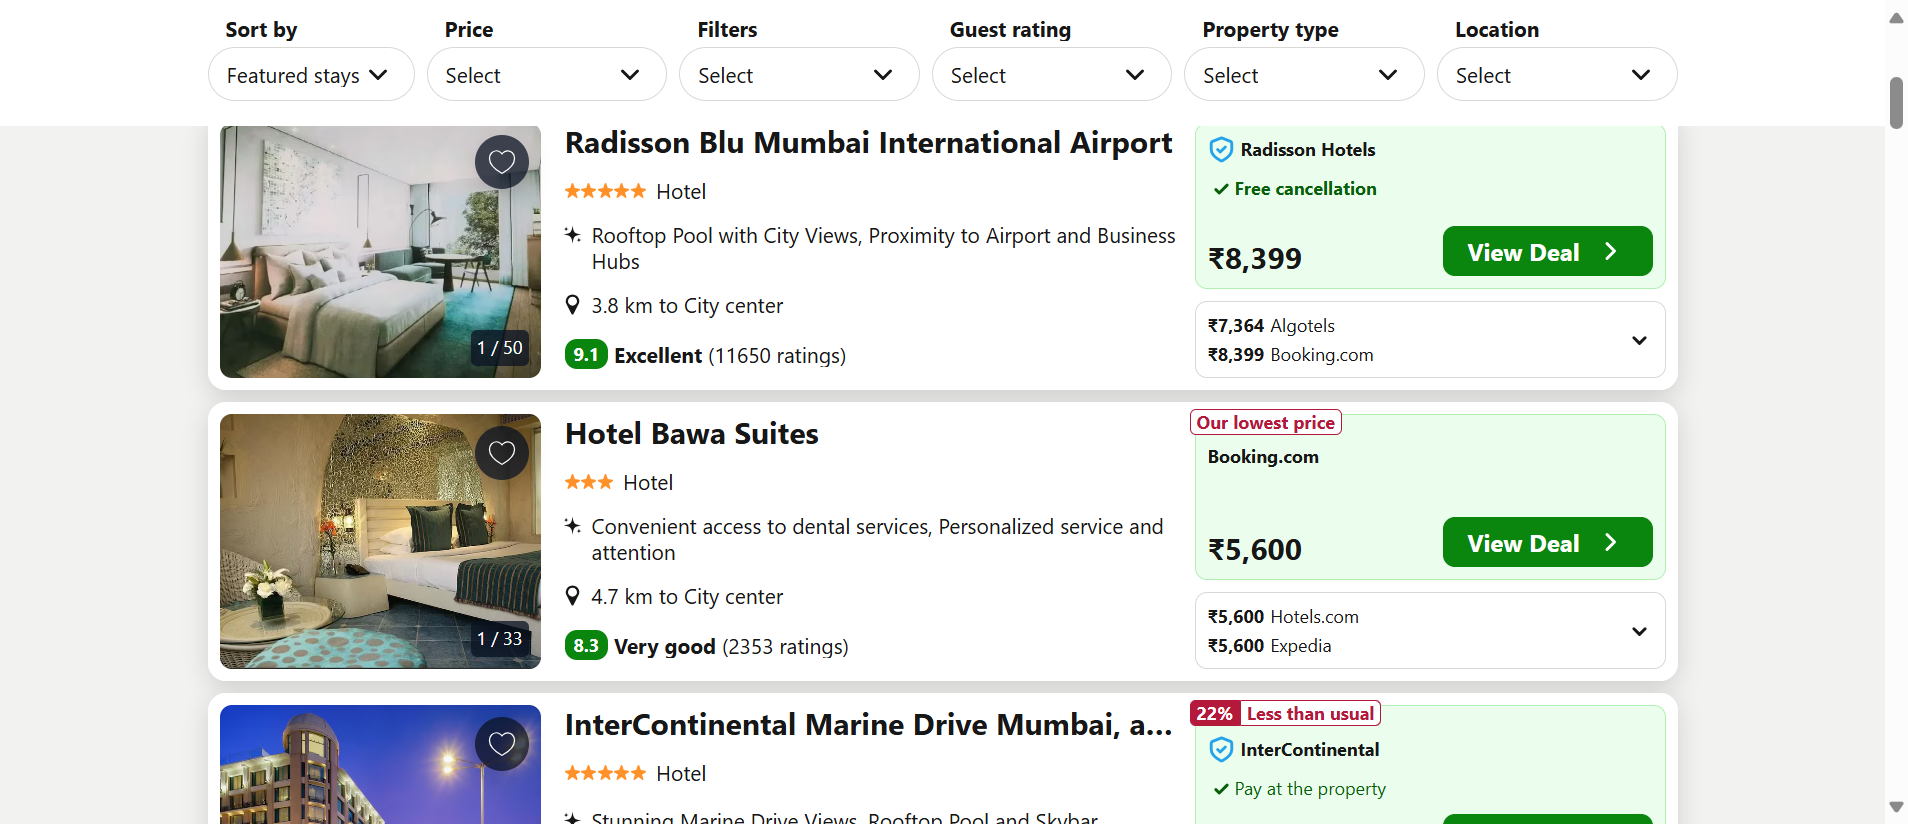 Sort by
Price
Filters
Guest rating
Property type
Location
Featured stays
Select
Select
Select
Select
Select
1 / 50
Radisson Blu Mumbai International Airport
Hotel
Rooftop Pool with City Views, Proximity to Airport and Business
Hubs
3.8 km to City center
9.1 Excellent (11650 ratings)
Radisson Hotels
Free cancellation
₹8,399
View Deal
₹7,364 Algotels
₹8,399 Booking.com
1 / 33
Hotel Bawa Suites
Hotel
Convenient access to dental services, Personalized service and
attention
4.7 km to City center
8.3 Very good (2353 ratings)
Our lowest price
Booking.com
₹5,600
View Deal
₹5,600 Hotels.com
₹5,600 Expedia
InterContinental Marine Drive Mumbai, a...
Hotel
Stunning Marine Drive Views, Rooftop Pool and Skybar
22% Less than usual
InterContinental
Pay at the property